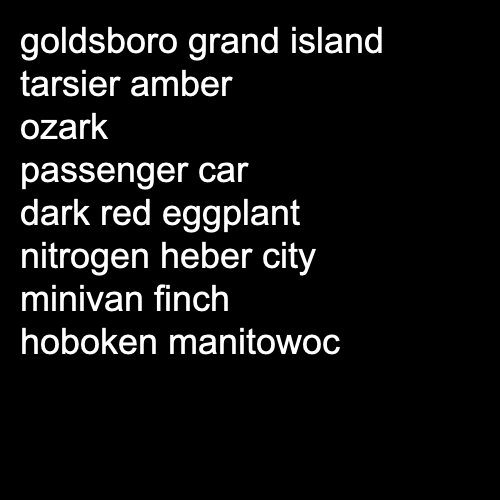 goldsboro grand island
tarsier amber
ozark
passenger car
dark red eggplant
nitrogen heber city
minivan finch
hoboken manitowoc